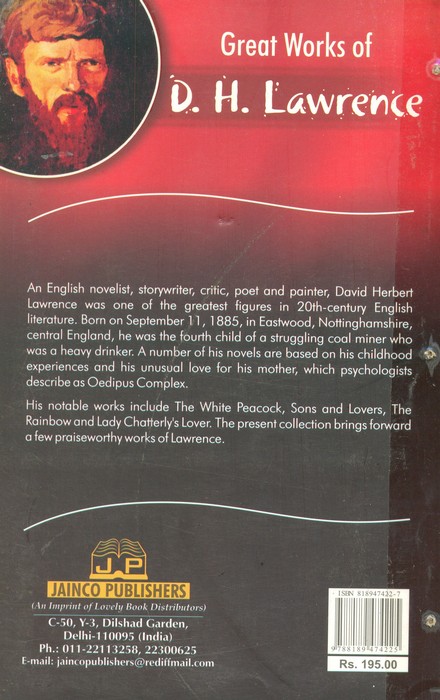 Great Works of
D. H. Lawrence
An English novelist, storywriter, critic, poet and painter, David Herbert
Lawrence was one of the greatest figures in 20th-century English
literature. Born on September 11, 1885, in Eastwood, Nottinghamshire,
central England, he was the fourth child of a struggling coal miner who
was a heavy drinker. A number of his novels are based on his childhood
experiences and his unusual love for his mother, which psychologists
describe as Oedipus Complex.
His notable works include The White Peacock, Sons and Lovers, The
Rainbow and Lady Chatterly's Lover. The present collection brings forward
a few praiseworthy works of Lawrence.
J P
JAINCO PUBLISHERS
(An Imprint of Lovely Book Distributors)
C-50, Y-3, Dilshad Garden,
Delhi-110095 (India)
Ph.: 011-22113258, 22300625
E-mail: jaincopublishers@rediffmail.com
ISBN 818947422-7
9 788189 474225
Rs. 195.00